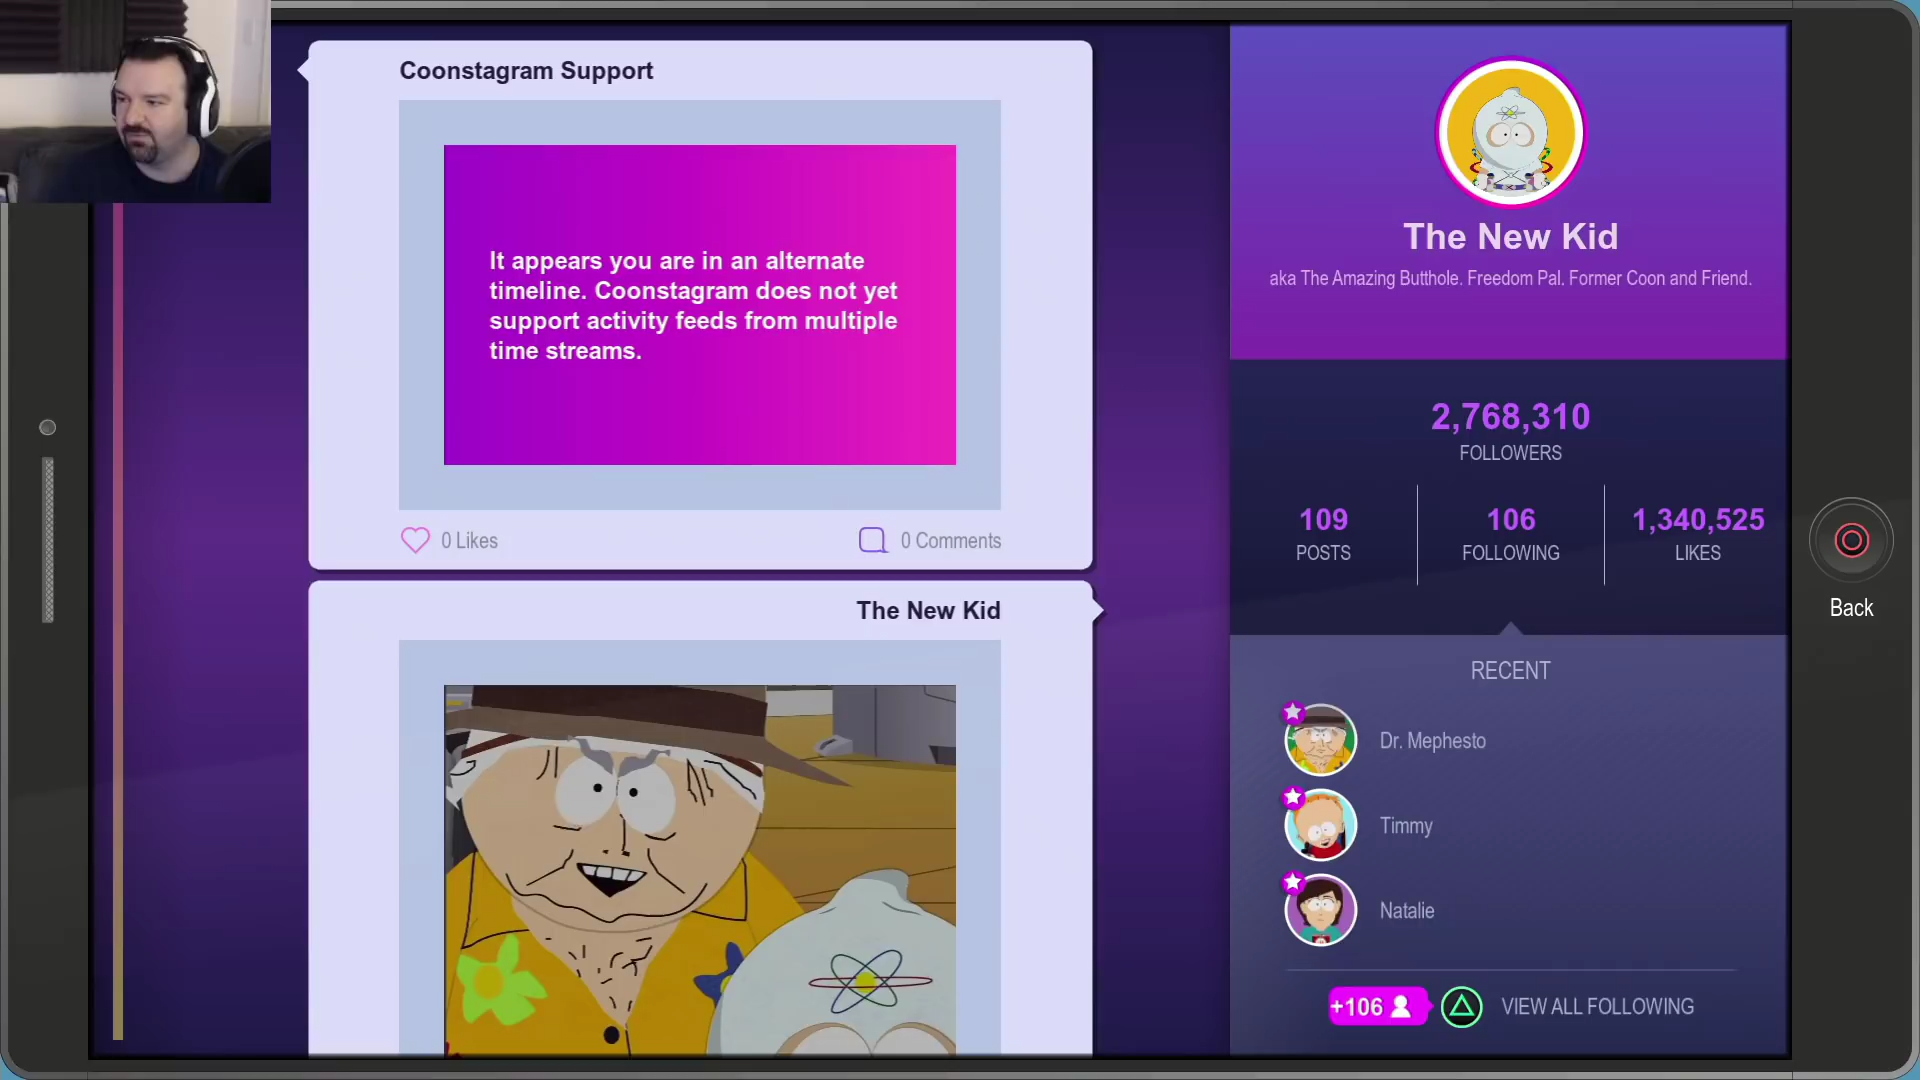 Coonstagram Support
It appears you are in an alternate
timeline. Coonstagram does not yet
support activity feeds from multiple
time streams.
0 Likes
0 Comments
The New Kid
The New Kid
aka The Amazing Butthole. Freedom Pal. Former Coon and Friend.
2,768,310
FOLLOWERS
109
POSTS
106
FOLLOWING
1,340,525
LIKES
RECENT
Dr. Mephesto
Timmy
Natalie
+106
VIEW ALL FOLLOWING
Back